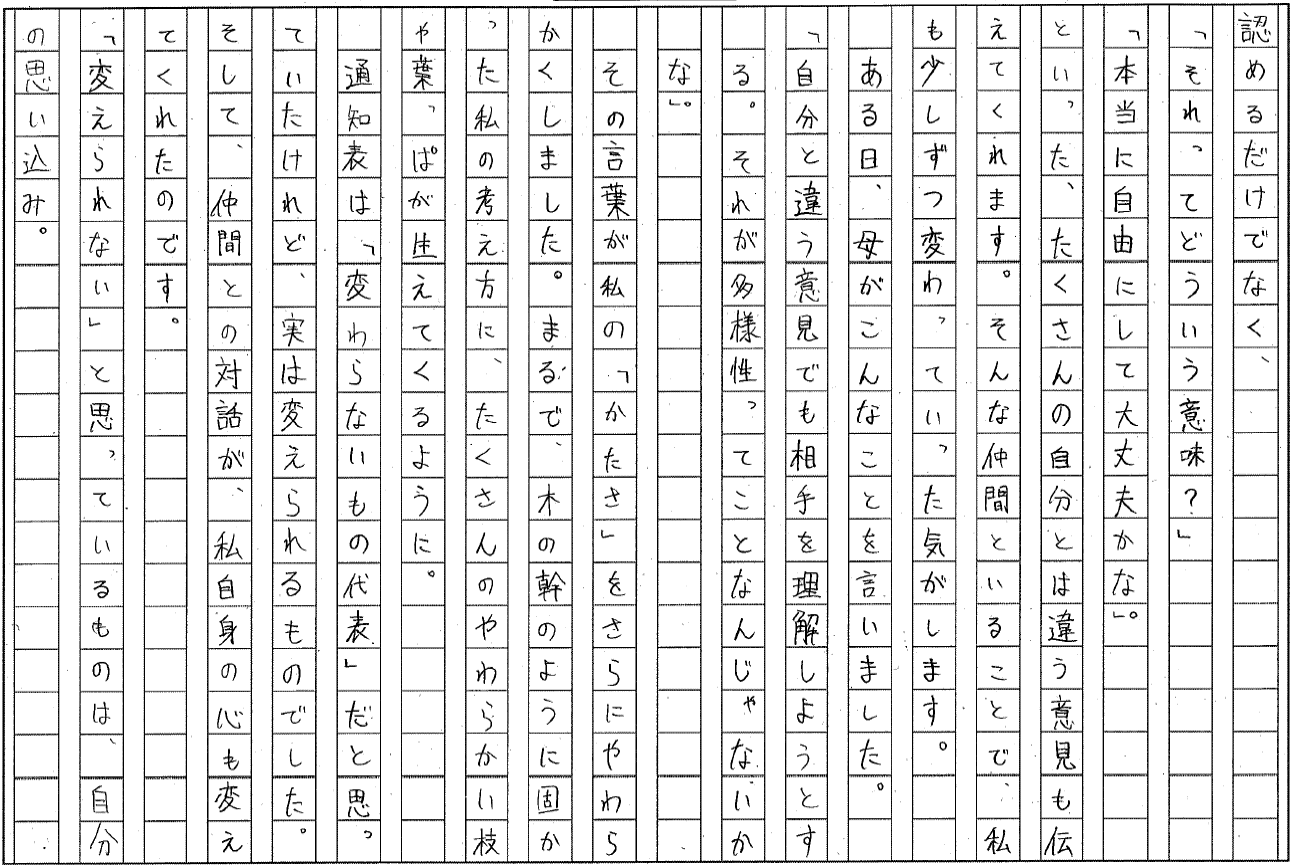 認めるだけでなく、
「それってどういう意味？」
「本当に自由にして大丈夫かな」。
といった、たくさんの自分とは違う意見も伝
えてくれます。そんな仲間といることで、私
も少しずつ変わっていった気がします。
ある日、母がこんなことを言いました。
「自分と違う意見でも相手を理解しようとす
る。それが多様性ってことなんじゃないか
な」。
その言葉が私の「かたさ」をさらにやわら
かくしました。まるで、木の幹のように固か
った私の考え方に、たくさんのやわらかい枝
や葉っぱが生えてくるように。
通知表は「変わらないもの代表」だと思っ
ていたけれど、実は変えられるものでした。
そして、仲間との対話が、私自身の心も変え
てくれたのです。
「変えられない」と思っているものは、自分
の思い込み。